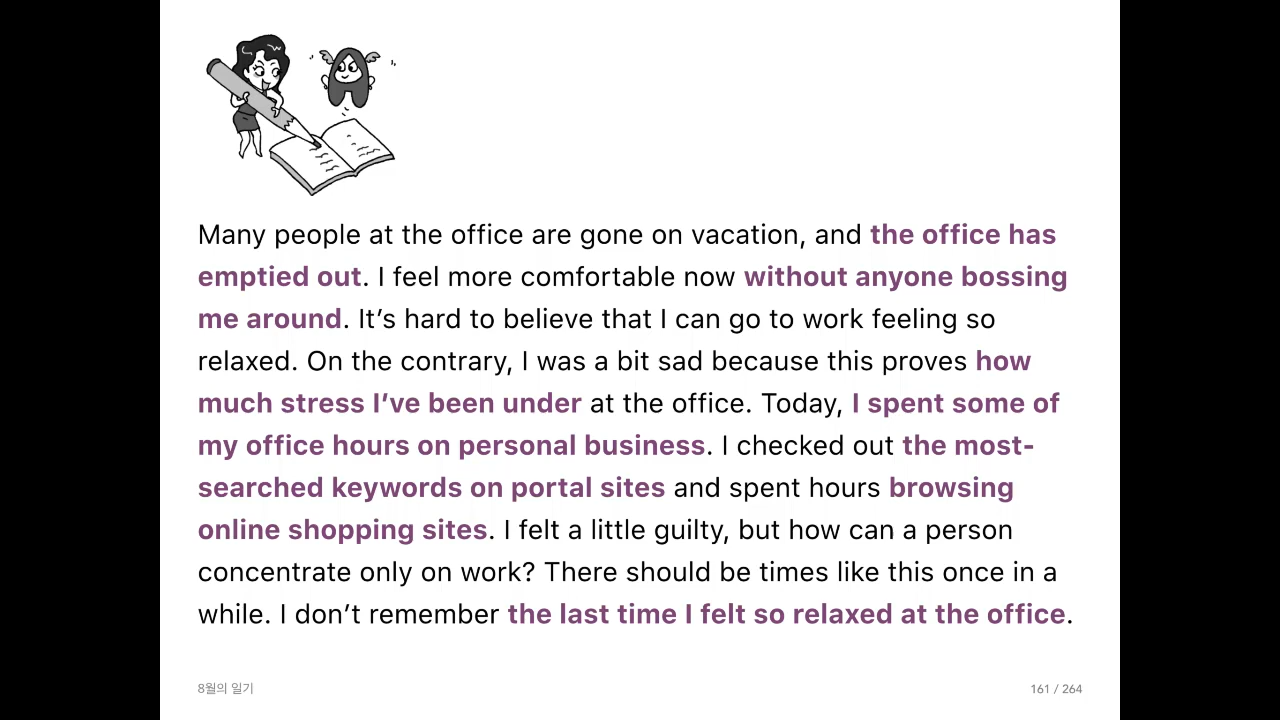 Many people at the office are gone on vacation, and the office has
emptied out. I feel more comfortable now without anyone bossing
me around. It’s hard to believe that I can go to work feeling so
relaxed. On the contrary, I was a bit sad because this proves how
much stress I’ve been under at the office. Today, I spent some of
my office hours on personal business. I checked out the most-
searched keywords on portal sites and spent hours browsing
online shopping sites. I felt a little guilty, but how can a person
concentrate only on work? There should be times like this once in a
while. I don’t remember the last time I felt so relaxed at the office.
8월의 일기
161 / 264